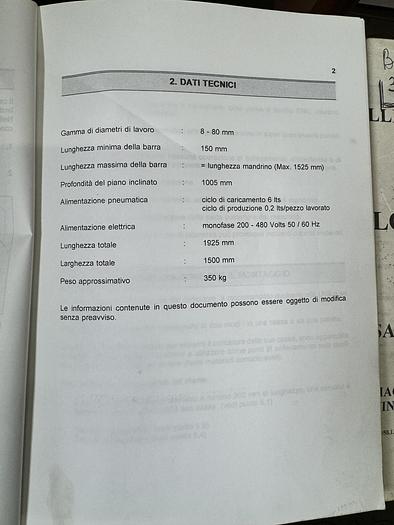 2
2. DATI TECNICI
Gamma di diametri di lavoro : 8 - 80 mm
Lunghezza minima della barra : 150 mm
Lunghezza massima della barra : = lunghezza mandrino (Max. 1525 mm)
Profondità del piano inclinato : 1005 mm
Alimentazione pneumatica : ciclo di caricamento 6 lts
ciclo di produzione 0,2 lts/pezzo lavorato
Alimentazione elettrica : monofase 200 - 480 Volts 50 / 60 Hz
Lunghezza totale : 1925 mm
Larghezza totale : 1500 mm
Peso approssimativo : 350 kg
Le informazioni contenute in questo documento possono essere oggetto di modifica
senza preavviso.